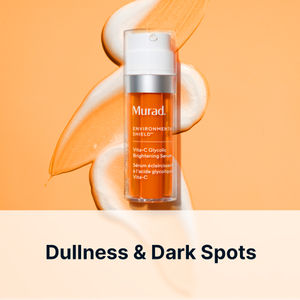 Murad.
ENVIRONMENTAL
SHIELD™
Vita-C Glycolic
Brightening Serum
Sérum éclaircissant
à l'acide glycolique
Vita-C
Dullness & Dark Spots